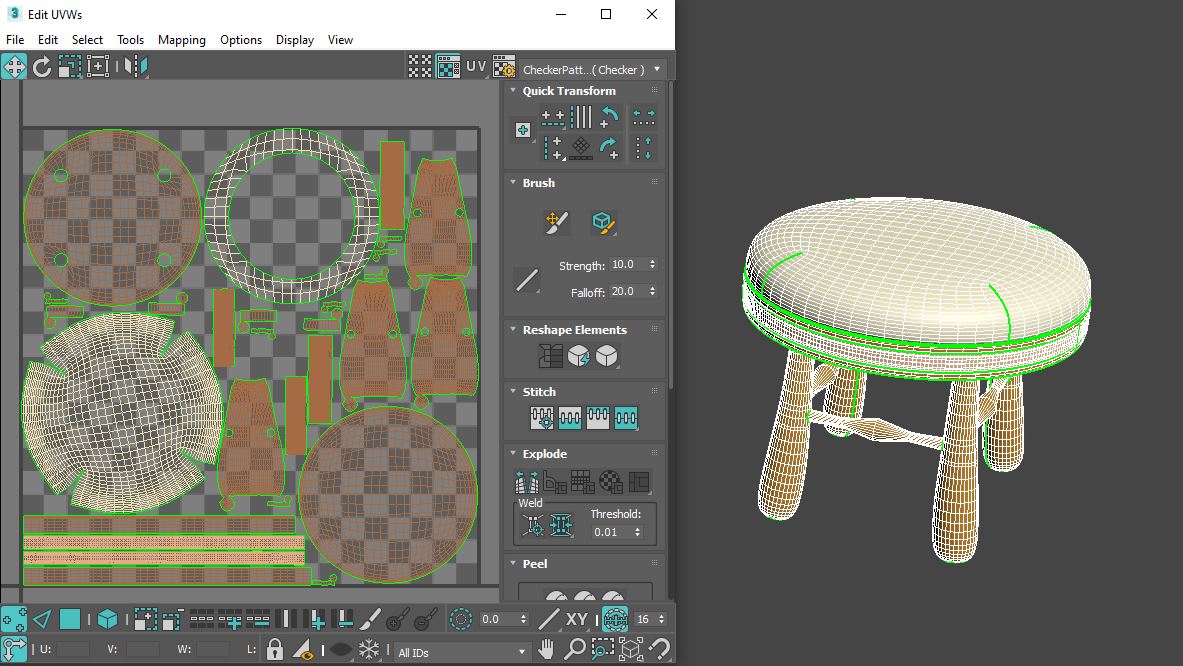 3 Edit UVWs
File Edit Select Tools Mapping Options Display View
UV CheckerPatt...( Checker )
Quick Transform
Brush
Strength: 10.0
Falloff: 20.0
Reshape Elements
Stitch
Explode
Weld
Threshold:
0.01
Peel
0.0 XY 16
U: V: W: L: All IDs